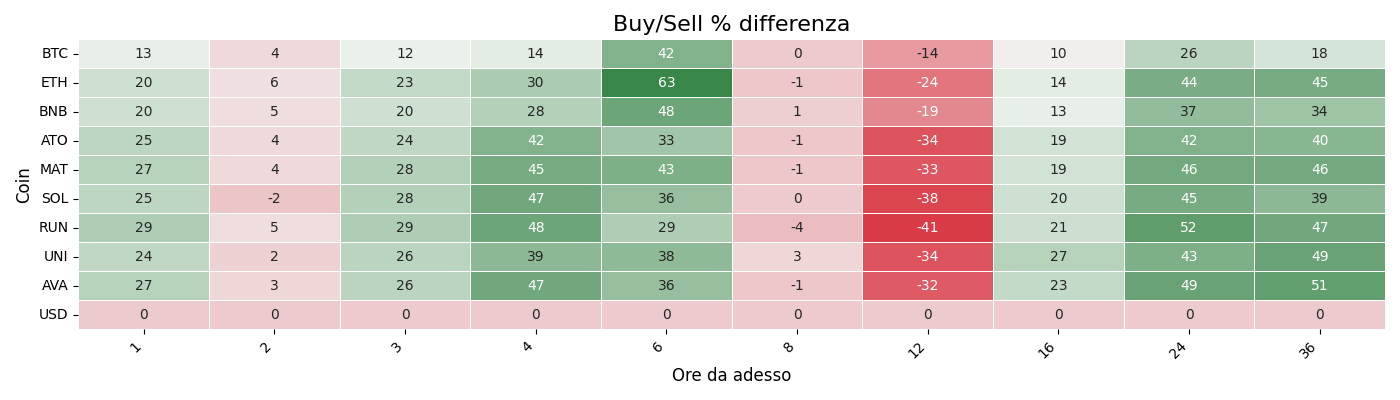 Buy/Sell % differenza
Coin
BTC 13 4 12 14 42 0 -14 10 26 18
ETH 20 6 23 30 63 -1 -24 14 44 45
BNB 20 5 20 28 48 1 -19 13 37 34
ATO 25 4 24 42 33 -1 -34 19 42 40
MAT 27 4 28 45 43 -1 -33 19 46 46
SOL 25 -2 28 47 36 0 -38 20 45 39
RUN 29 5 29 48 29 -4 -41 21 52 47
UNI 24 2 26 39 38 3 -34 27 43 49
AVA 27 3 26 47 36 -1 -32 23 49 51
USD 0 0 0 0 0 0 0 0 0 0
1 2 3 4 6 8 12 16 24 36
Ore da adesso